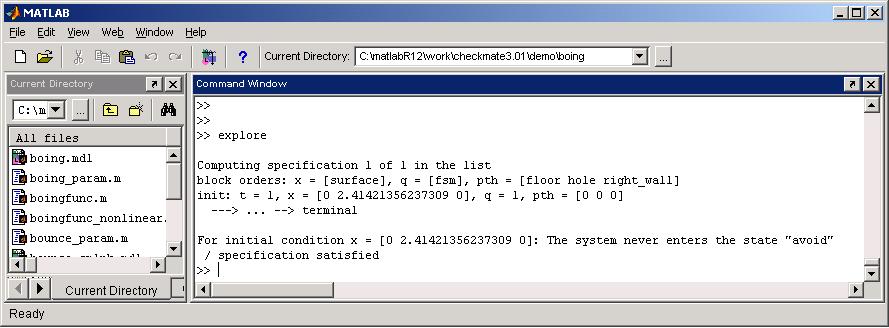 MATLAB
File Edit View Web Window Help
Current Directory: C:\matlabR12\work\checkmate3.01\demo\boing ...
Current Directory
C:\m ...
All files
boing.mdl
boing_param.m
boingfunc.m
boingfunc_nonlinear.
bounce_param.m
Current Directory
Command Window
>>
>>
>> explore
Computing specification 1 of 1 in the list
block orders: x = [surface], q = [fsm], pth = [floor hole right_wall]
init: t = 1, x = [0 2.41421356237309 0], q = 1, pth = [0 0 0]
---> ... --> terminal
For initial condition x = [0 2.41421356237309 0]: The system never enters the state "avoid"
/ specification satisfied
>>
Ready